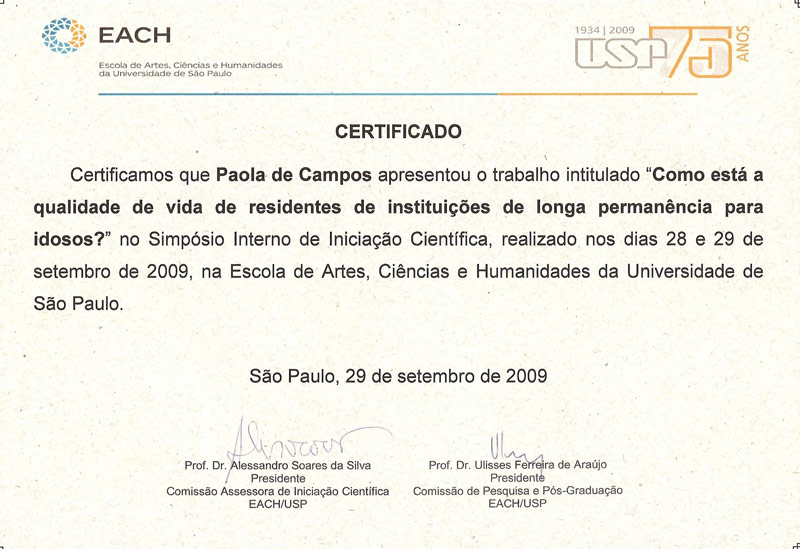 EACH
Escola de Artes, Ciências e Humanidades
da Universidade de São Paulo
1934 | 2009
USP 75 ANOS
CERTIFICADO
Certificamos que Paola de Campos apresentou o trabalho intitulado “Como está a
qualidade de vida de residentes de instituições de longa permanência para
idosos?” no Simpósio Interno de Iniciação Científica, realizado nos dias 28 e 29 de
setembro de 2009, na Escola de Artes, Ciências e Humanidades da Universidade de
São Paulo.
São Paulo, 29 de setembro de 2009
Prof. Dr. Alessandro Soares da Silva
Presidente
Comissão Assessora de Iniciação Científica
EACH/USP
Prof. Dr. Ulisses Ferreira de Araújo
Presidente
Comissão de Pesquisa e Pós-Graduação
EACH/USP